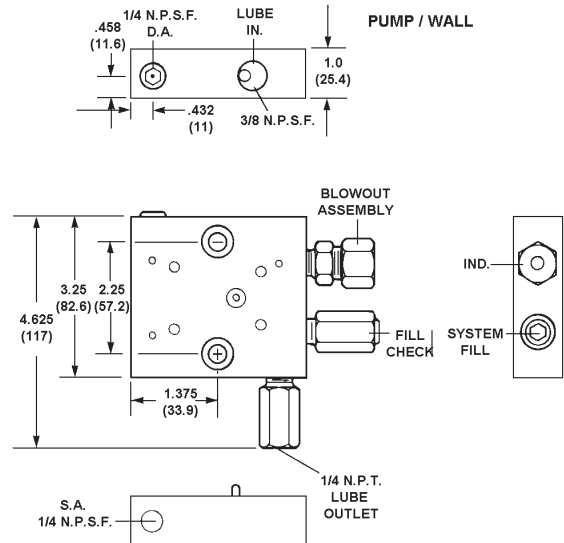 1/4 N.P.S.F.
D.A.
LUBE
IN.
PUMP / WALL
.458
(11.6)
1.0
(25.4)
.432
(11)
3/8 N.P.S.F.
BLOWOUT
ASSEMBLY
IND.
3.25
(82.6)
2.25
(57.2)
4.625
(117)
FILL
CHECK
SYSTEM
FILL
1.375
(33.9)
1/4 N.P.T.
LUBE
OUTLET
S.A.
1/4 N.P.S.F.